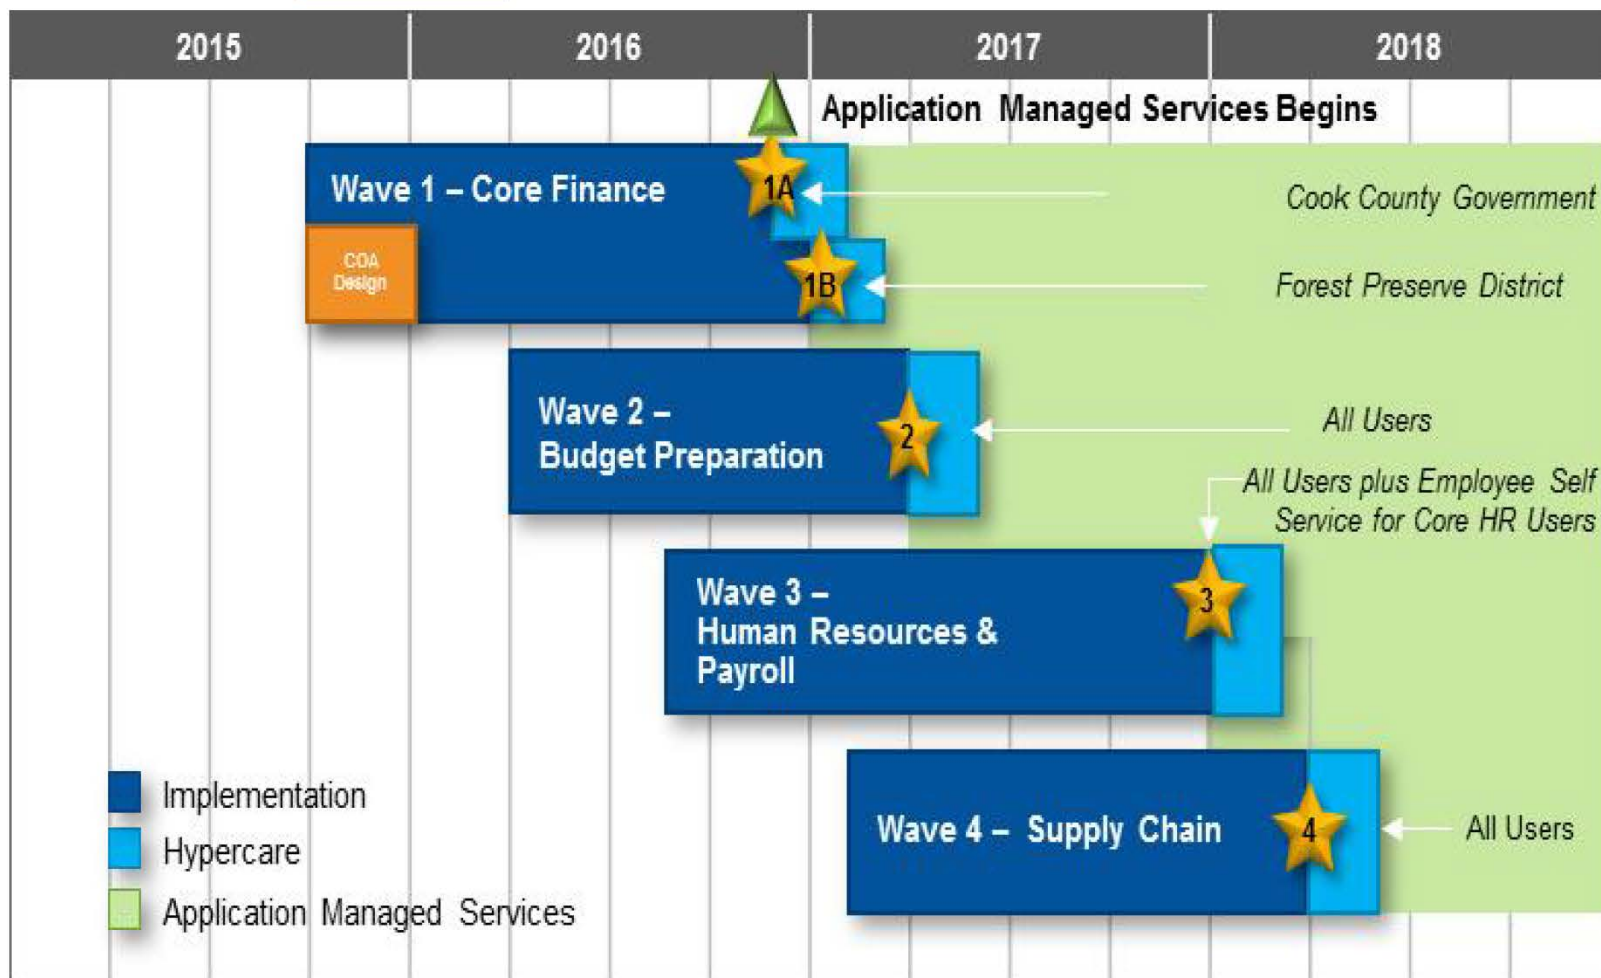 2015 2016 2017 2018
Application Managed Services Begins
Wave 1 – Core Finance
1A
Cook County Government
COA
Design
1B
Forest Preserve District
Wave 2 –
Budget Preparation
2
All Users
All Users plus Employee Self
Service for Core HR Users
Wave 3 –
Human Resources &
Payroll
3
Wave 4 – Supply Chain
4
All Users
Implementation
Hypercare
Application Managed Services